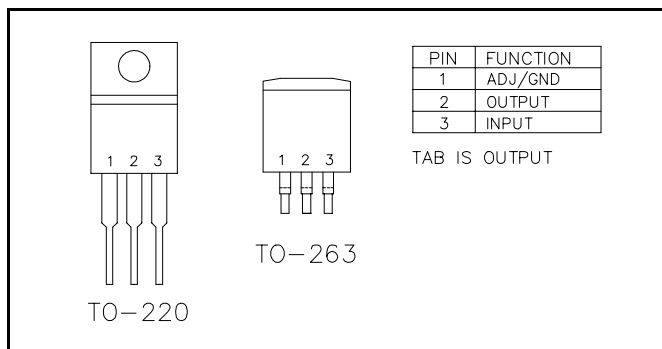 1 2 3
TO-220
1 2 3
TO-263
PIN FUNCTION
1 ADJ/GND
2 OUTPUT
3 INPUT
TAB IS OUTPUT